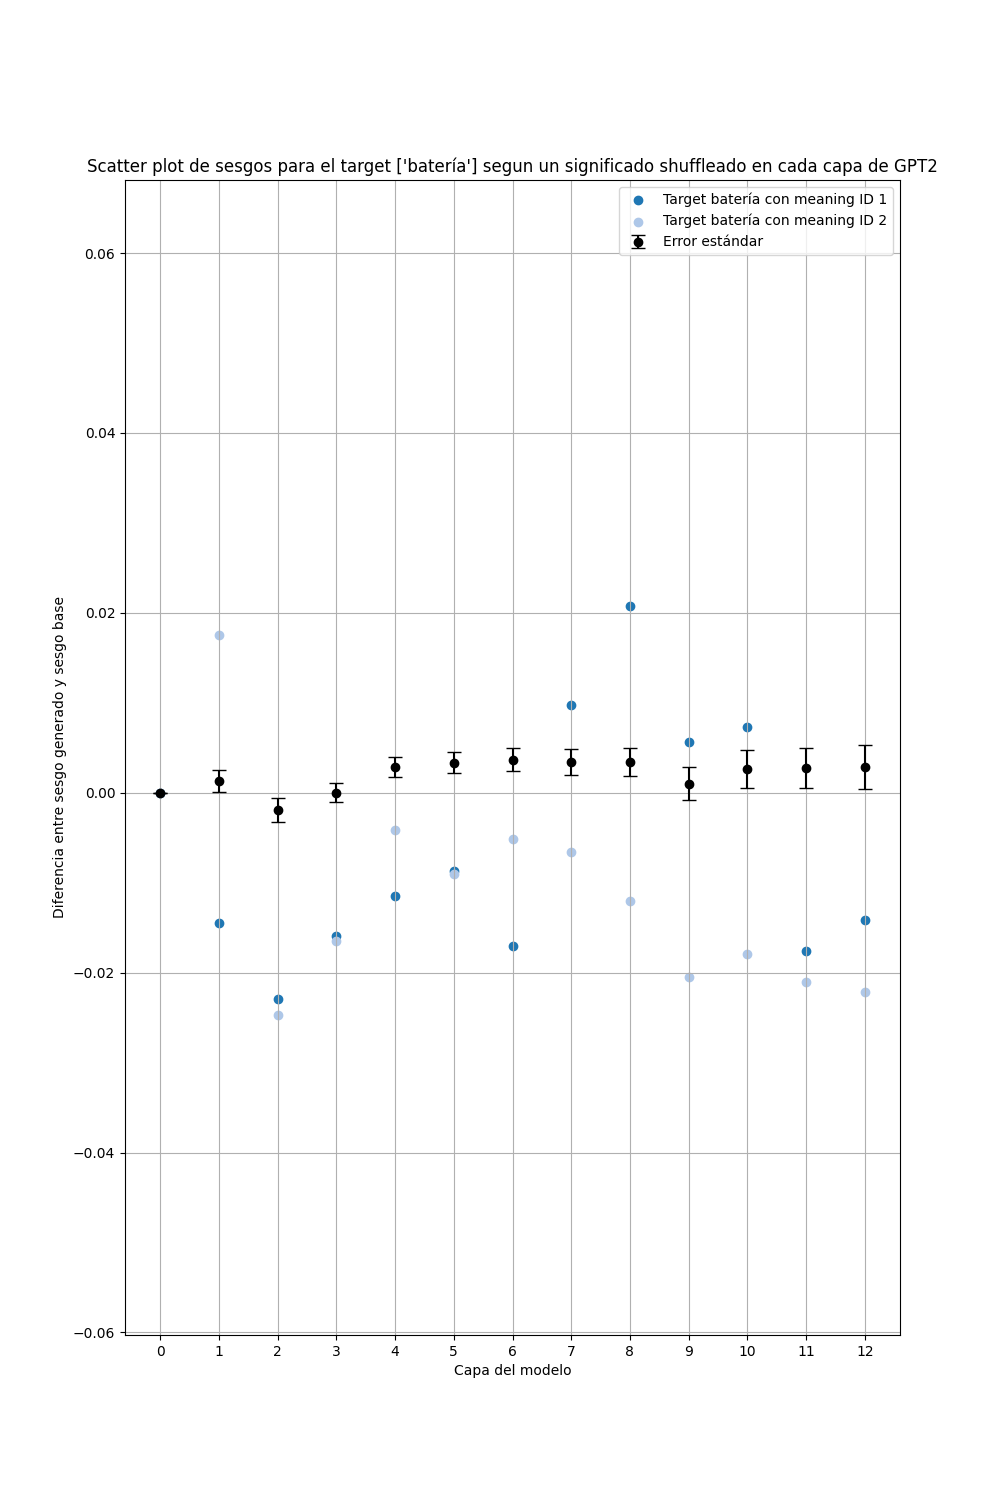 Scatter plot de sesgos para el target ['batería'] segun un significado shuffleado en cada capa de GPT2
Target batería con meaning ID 1
Target batería con meaning ID 2
Error estándar
Diferencia entre sesgo generado y sesgo base
0.06
0.04
0.02
0.00
−0.02
−0.04
−0.06
0 1 2 3 4 5 6 7 8 9 10 11 12
Capa del modelo